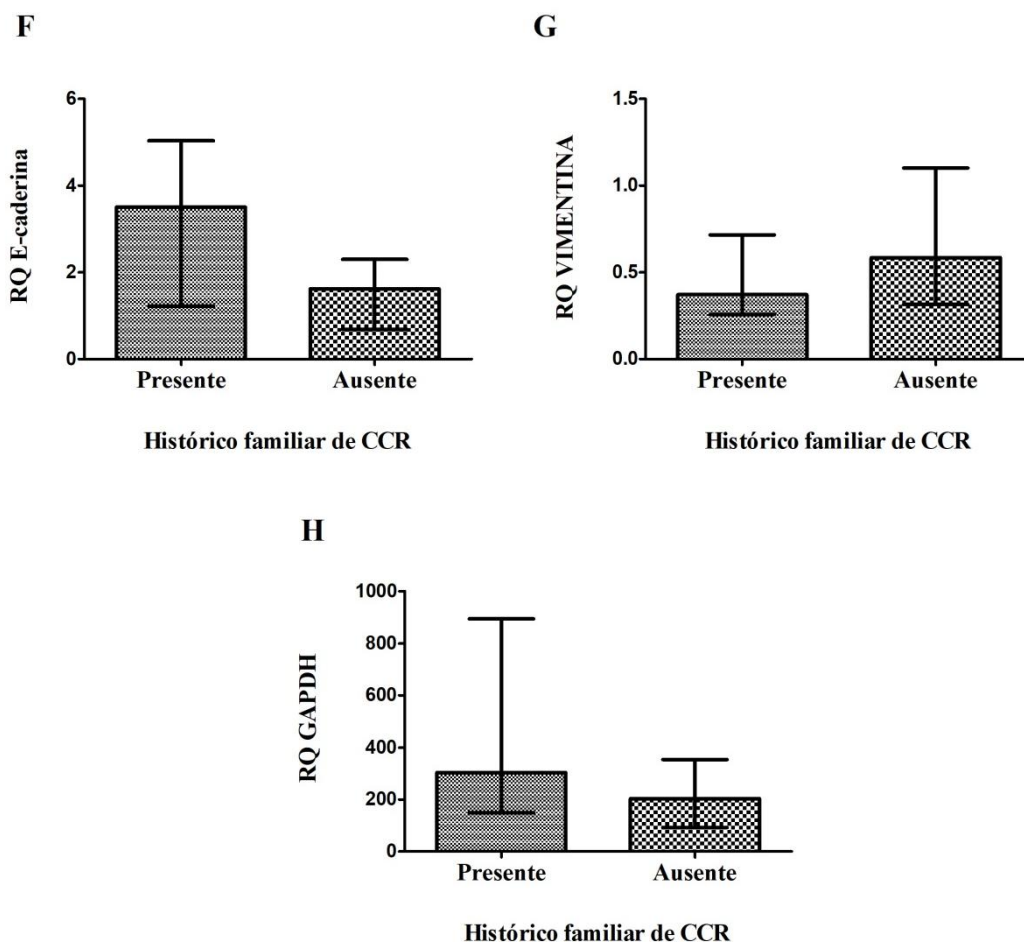 F
RQ E-caderina
6
4
2
0
Presente
Ausente
Histórico familiar de CCR
G
RQ VIMENTINA
1.5
1.0
0.5
0.0
Presente
Ausente
Histórico familiar de CCR
H
RQ GAPDH
1000
800
600
400
200
0
Presente
Ausente
Histórico familiar de CCR